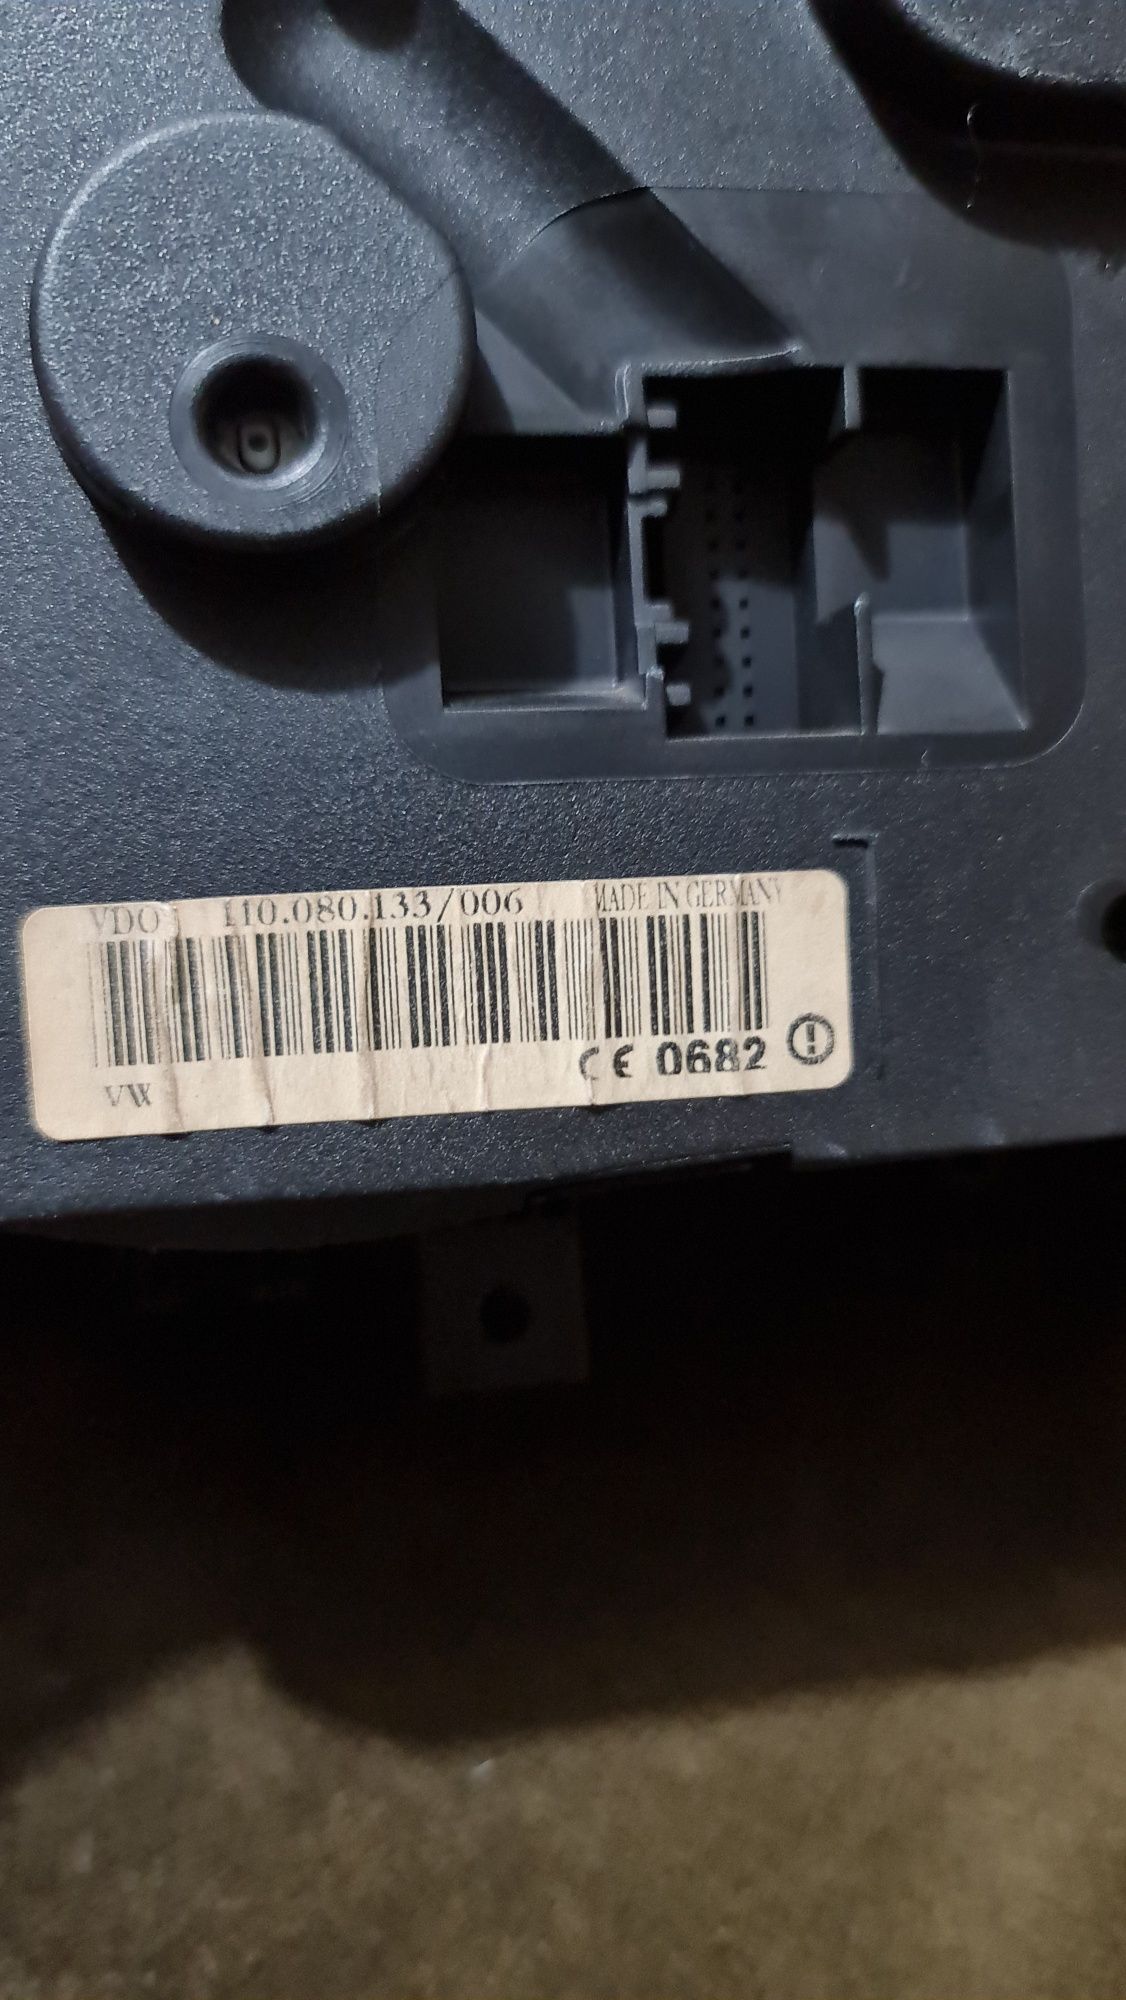 VDO 110.080.133/006 MADE IN GERMANY
CE 0682
VW